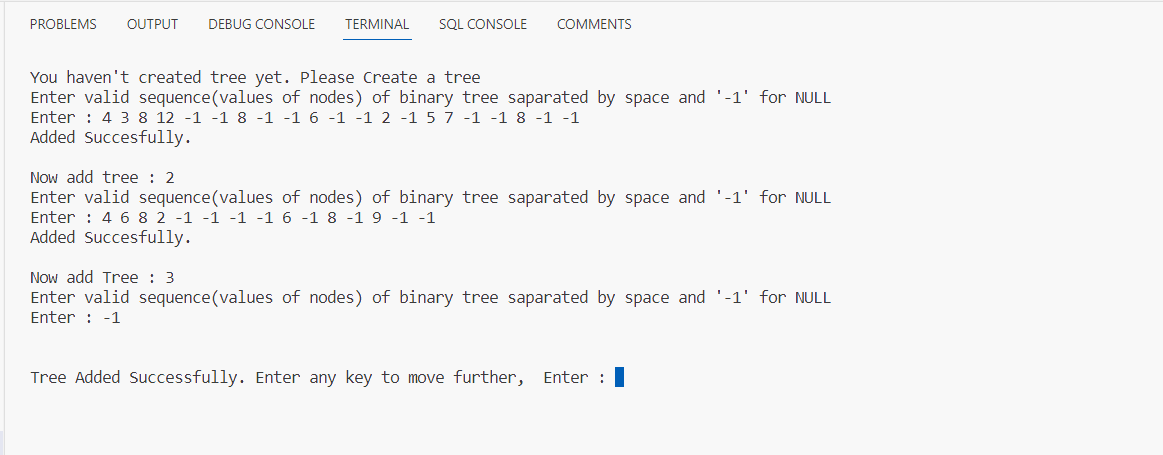 PROBLEMS OUTPUT DEBUG CONSOLE TERMINAL SQL CONSOLE COMMENTS
You haven't created tree yet. Please Create a tree
Enter valid sequence(values of nodes) of binary tree saparated by space and '-1' for NULL
Enter : 4 3 8 12 -1 -1 8 -1 -1 6 -1 -1 2 -1 5 7 -1 -1 8 -1 -1
Added Succesfully.
Now add tree : 2
Enter valid sequence(values of nodes) of binary tree saparated by space and '-1' for NULL
Enter : 4 6 8 2 -1 -1 -1 -1 6 -1 8 -1 9 -1 -1
Added Succesfully.
Now add Tree : 3
Enter valid sequence(values of nodes) of binary tree saparated by space and '-1' for NULL
Enter : -1
Tree Added Successfully. Enter any key to move further,  Enter :